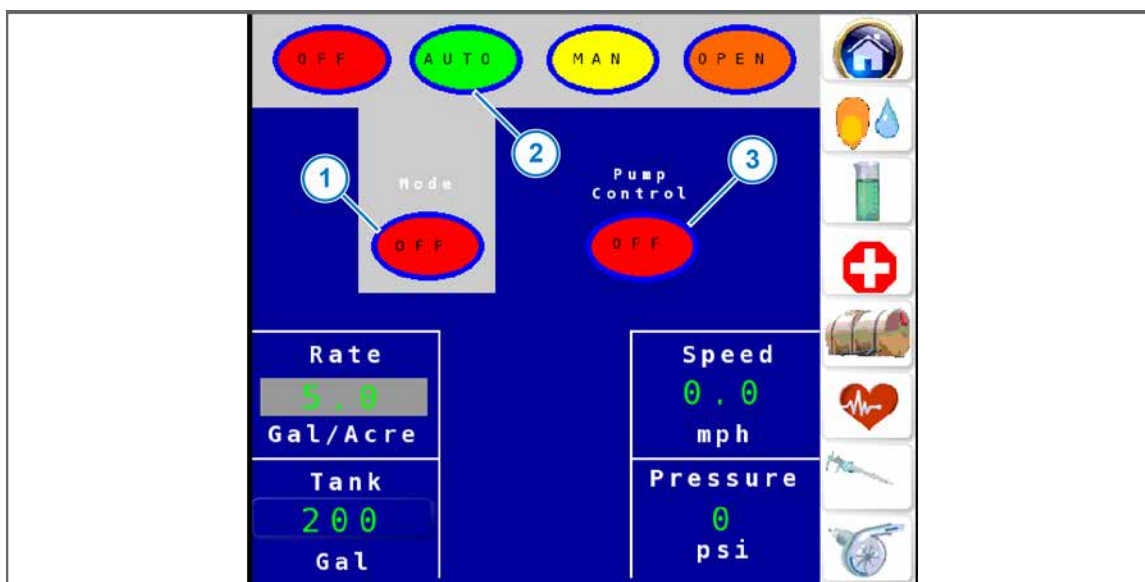 OFF AUTO MAN OPEN
2
1
3
Mode
Pump
Control
OFF
OFF
Rate
5.0
Gal/Acre
Tank
200
Gal
Speed
0.0
mph
Pressure
0
psi